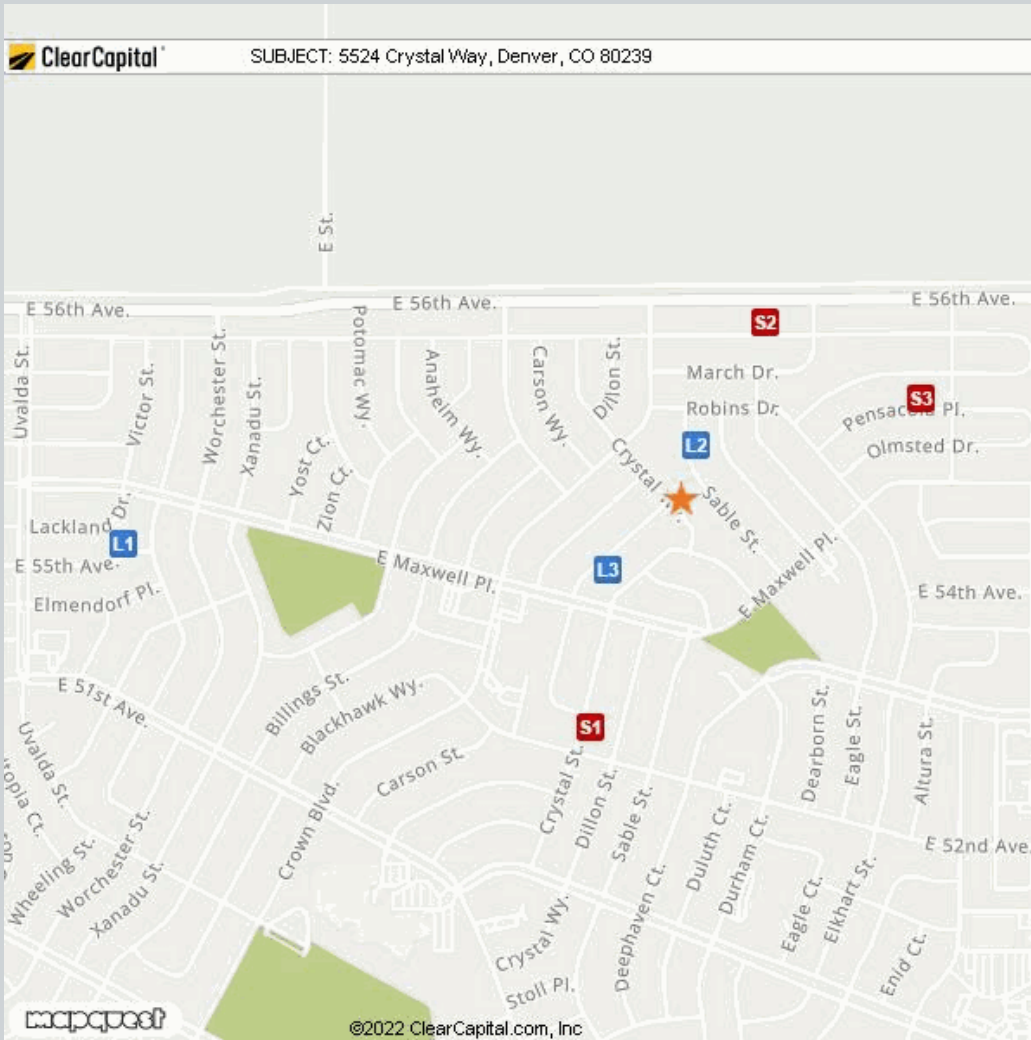 ClearCapital
SUBJECT: 5524 Crystal Way, Denver, CO 80239
E St.
E 56th Ave.
E 56th Ave.
E 56th Ave.
S2
Uvalda St.
Victor St.
Worchester St.
Xanadu St.
Potomac Wy.
Anaheim Wy.
Carson Wy.
Dillon St.
March Dr.
Robins Dr.
S3
Pensacola Pl.
Olmsted Dr.
L2
Yost Ct.
Zion Ct.
Crystal
Sable St.
Lackland Dr.
L1
E 55th Ave.
Elmendorf Pl.
E Maxwell Pl.
L3
E Maxwell Pl.
E 54th Ave.
E 51st Ave.
Billings St.
Blackhawk Wy.
S1
Uvalda St.
Carson St.
Crystal St.
Dillon St.
Sable St.
Dearborn St.
Eagle St.
Altura St.
Crown Blvd.
Duluth Ct.
Durham Ct.
E 52nd Ave.
Wheeling St.
Worchester St.
Xanadu St.
Crystal Wy.
Deephaven Ct.
Eagle Ct.
Elkhart St.
Enid Ct.
Stoll Pl.
mapquest
©2022 ClearCapital.com, Inc